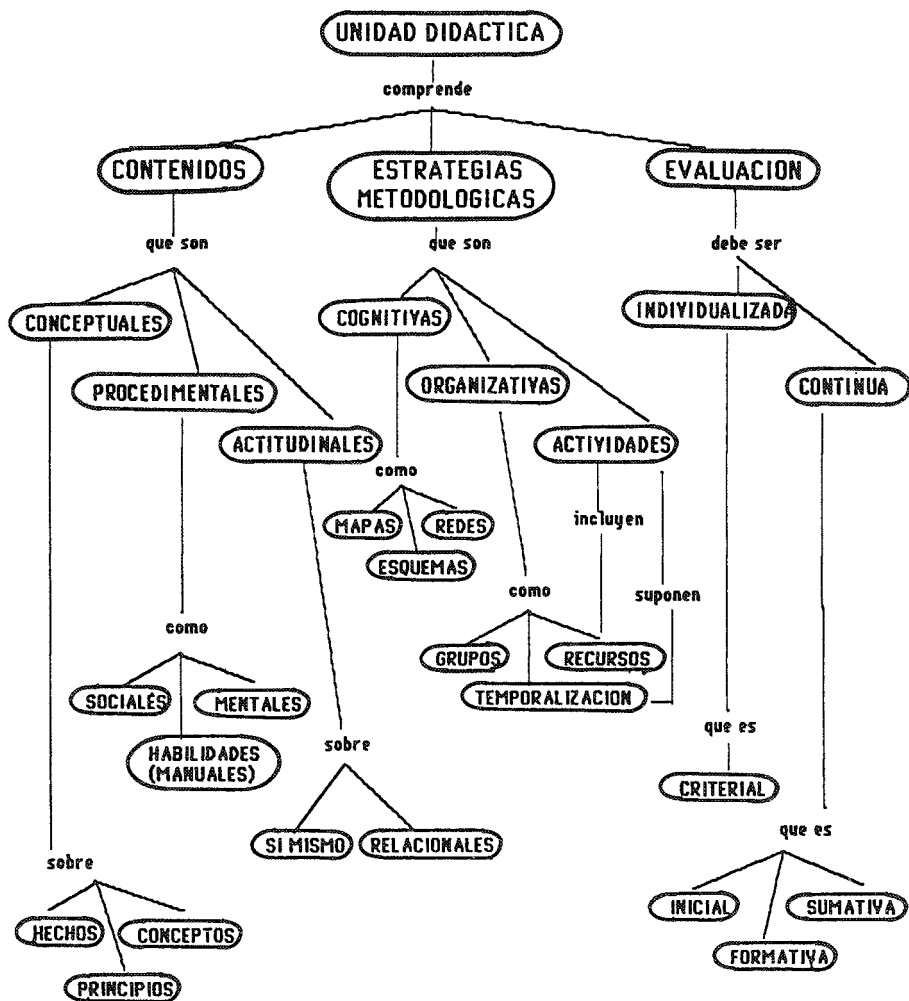 UNIDAD DIDACTICA
comprende
CONTENIDOS
ESTRATEGIAS
METODOLOGICAS
EVALUACION
que son
que son
debe ser
CONCEPTUALES
COGNITIVAS
INDIVIDUALIZADA
PROCEDIMENTALES
ORGANIZATIVAS
CONTINUA
ACTITUDINALES
ACTIVIDADES
como
MAPAS
REDES
ESQUEMAS
incluyen
como
suponen
como
GRUPOS
RECURSOS
TEMPORALIZACION
SOCIALES
MENTALES
HABILIDADES
(MANUALES)
sobre
que es
CRITERIAL
SI MISMO
RELACIONALES
que es
sobre
HECHOS
CONCEPTOS
PRINCIPIOS
INICIAL
SUMATIVA
FORMATIVA